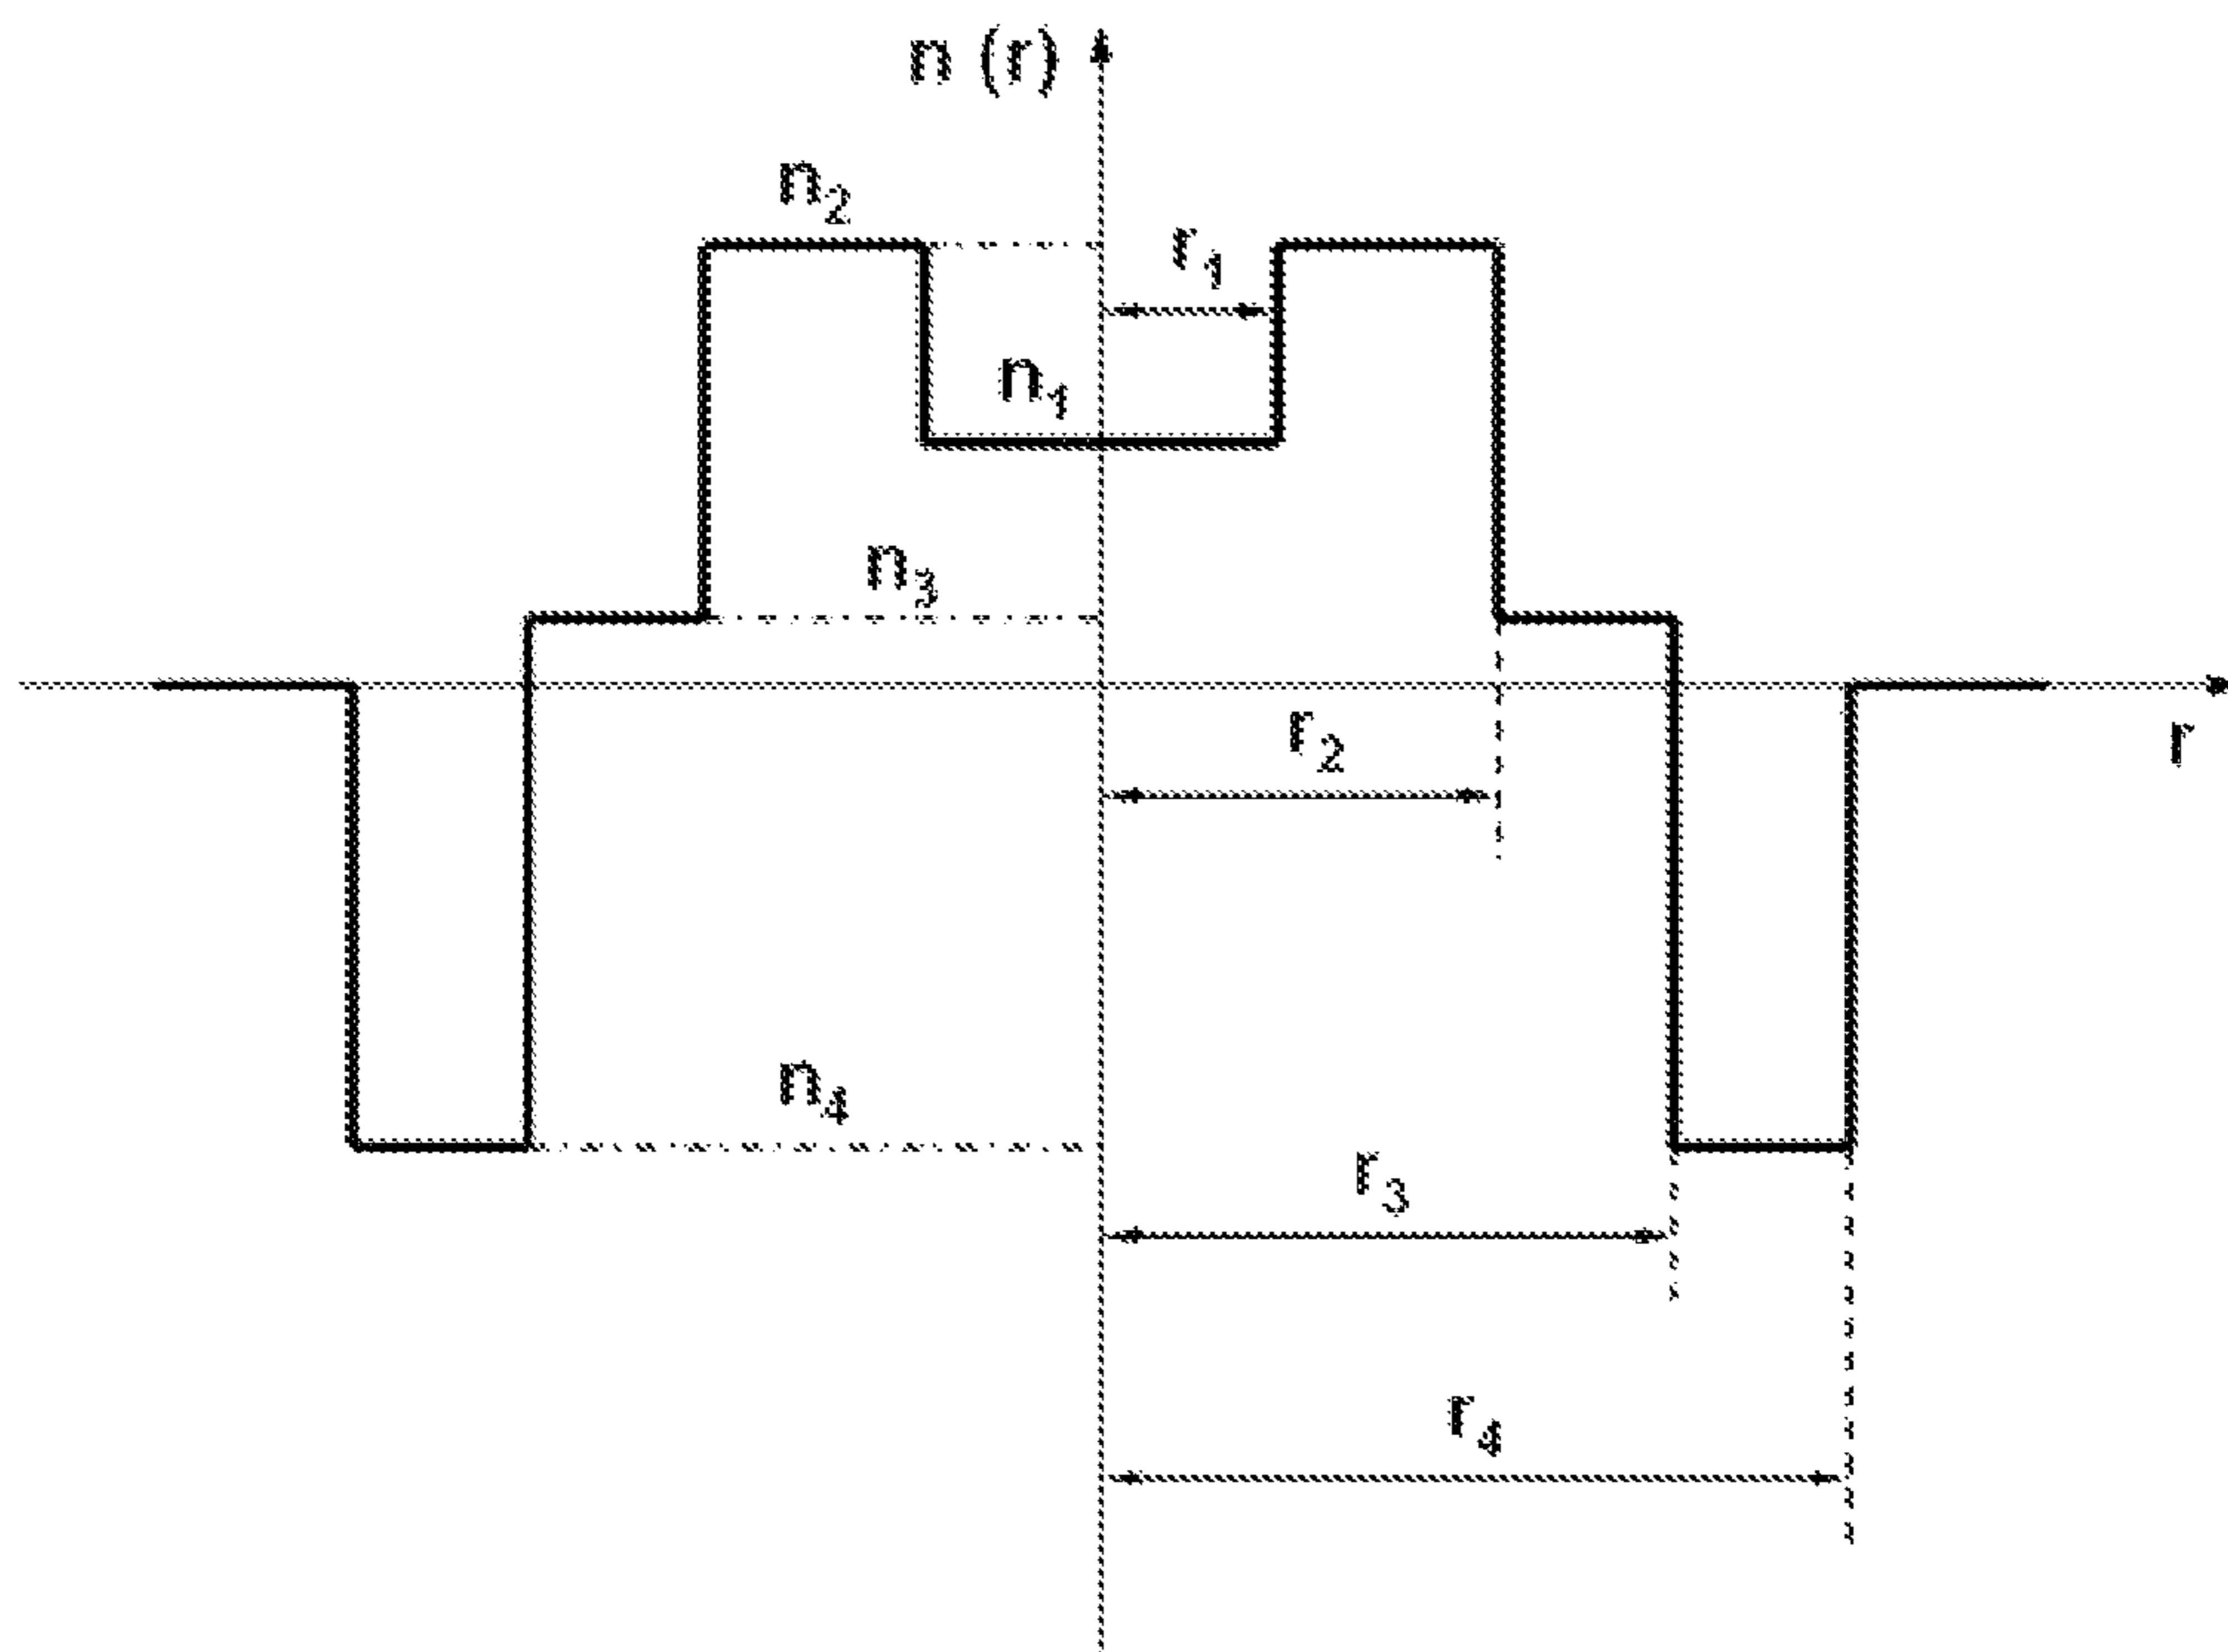 n (r)
n₂
r₁
n₁
n₃
r₂
r
n₄
r₃
r₄